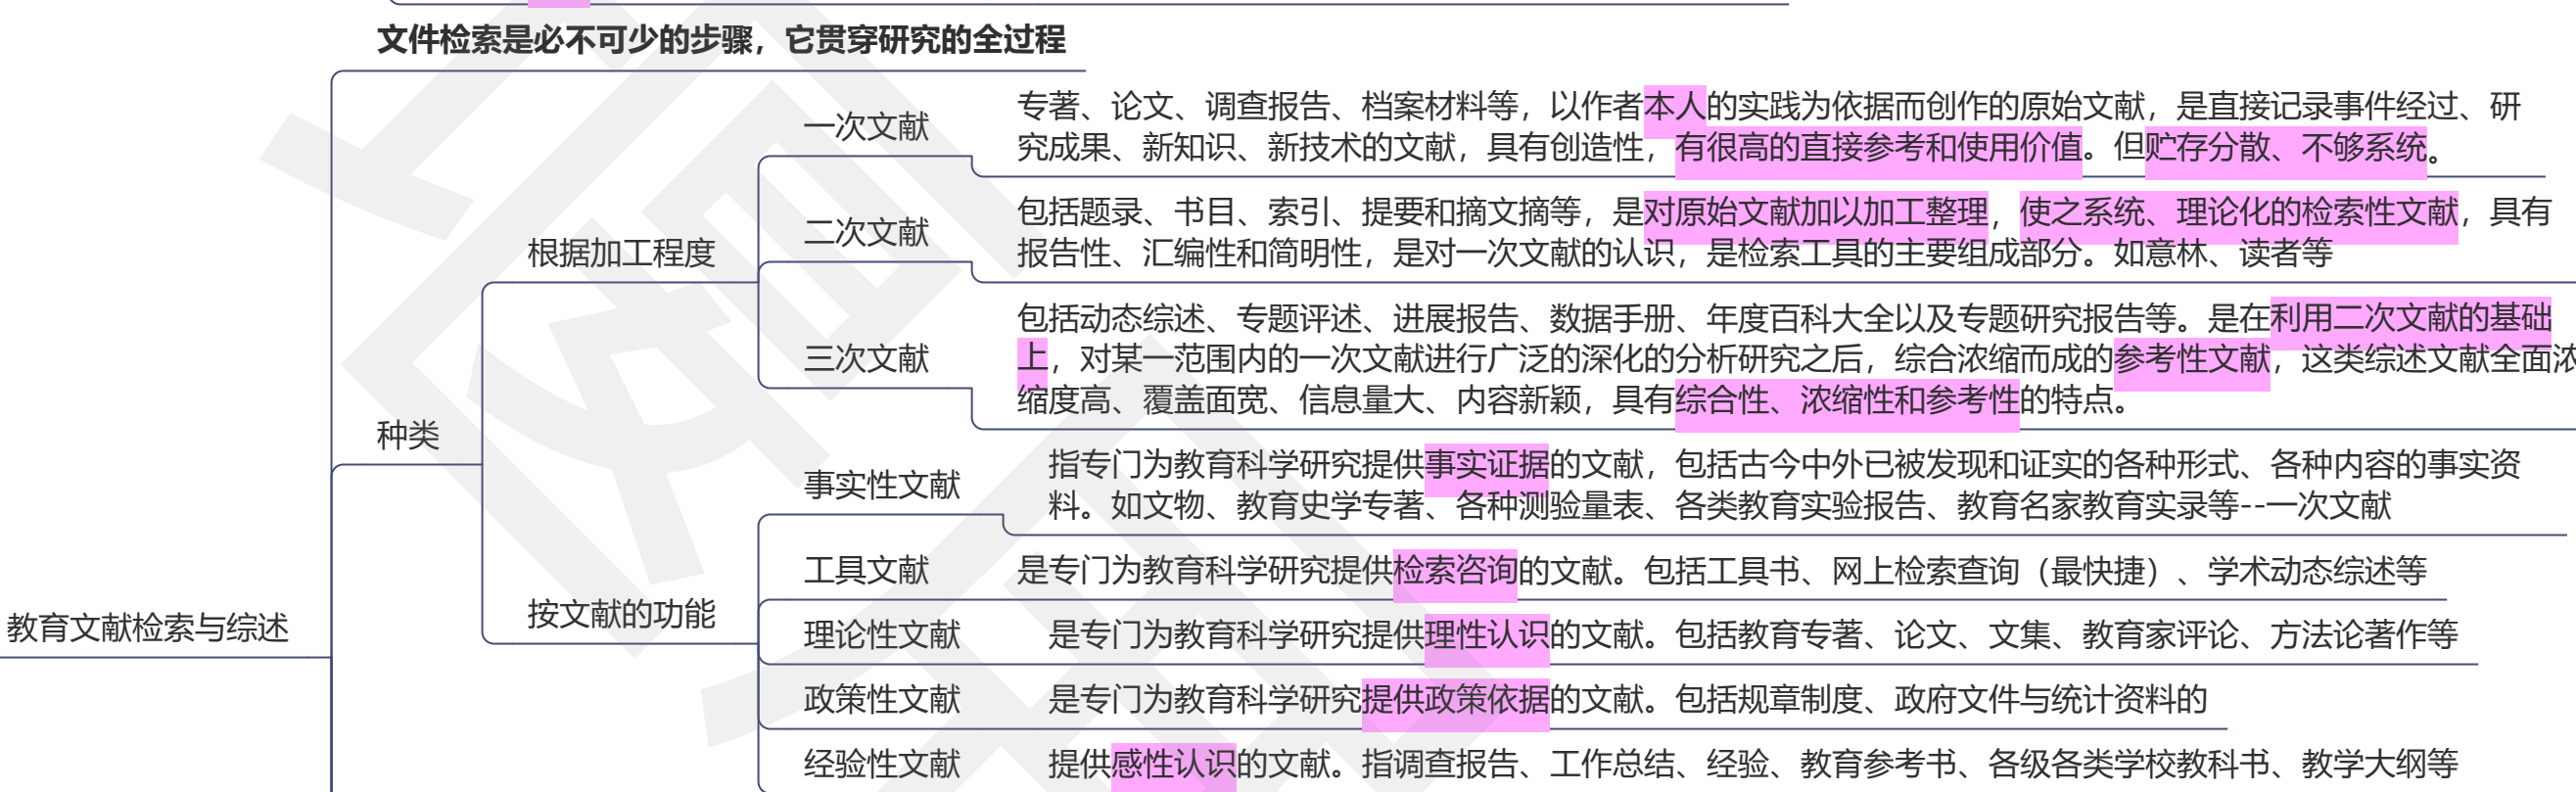 文件检索是必不可少的步骤，它贯穿研究的全过程
专著、论文、调查报告、档案材料等，以作者本人的实践为依据而创作的原始文献，是直接记录事件经过、研
一次文献
究成果、新知识、新技术的文献，具有创造性，有很高的直接参考和使用价值。但贮存分散、不够系统。
包括题录、书目、索引、提要和摘文摘等，是对原始文献加以加工整理，使之系统、理论化的检索性文献，具有
二次文献
报告性、汇编性和简明性，是对一次文献的认识，是检索工具的主要组成部分。如意林、读者等
根据加工程度
包括动态综述、专题评述、进展报告、数据手册、年度百科大全以及专题研究报告等。是在利用二次文献的基础
三次文献
上，对某一范围内的一次文献进行广泛的深化的分析研究之后，综合浓缩而成的参考性文献，这类综述文献全面浓
缩度高、覆盖面宽、信息量大、内容新颖，具有综合性、浓缩性和参考性的特点。
种类
指专门为教育科学研究提供事实证据的文献，包括古今中外已被发现和证实的各种形式、各种内容的事实资
事实性文献
料。如文物、教育史学专著、各种测验量表、各类教育实验报告、教育名家教育实录等--一次文献
工具文献
是专门为教育科学研究提供检索咨询的文献。包括工具书、网上检索查询（最快捷）、学术动态综述等
按文献的功能
教育文献检索与综述
理论性文献
是专门为教育科学研究提供理性认识的文献。包括教育专著、论文、文集、教育家评论、方法论著作等
政策性文献
是专门为教育科学研究提供政策依据的文献。包括规章制度、政府文件与统计资料的
经验性文献
提供感性认识的文献。指调查报告、工作总结、经验、教育参考书、各级各类学校教科书、教学大纲等